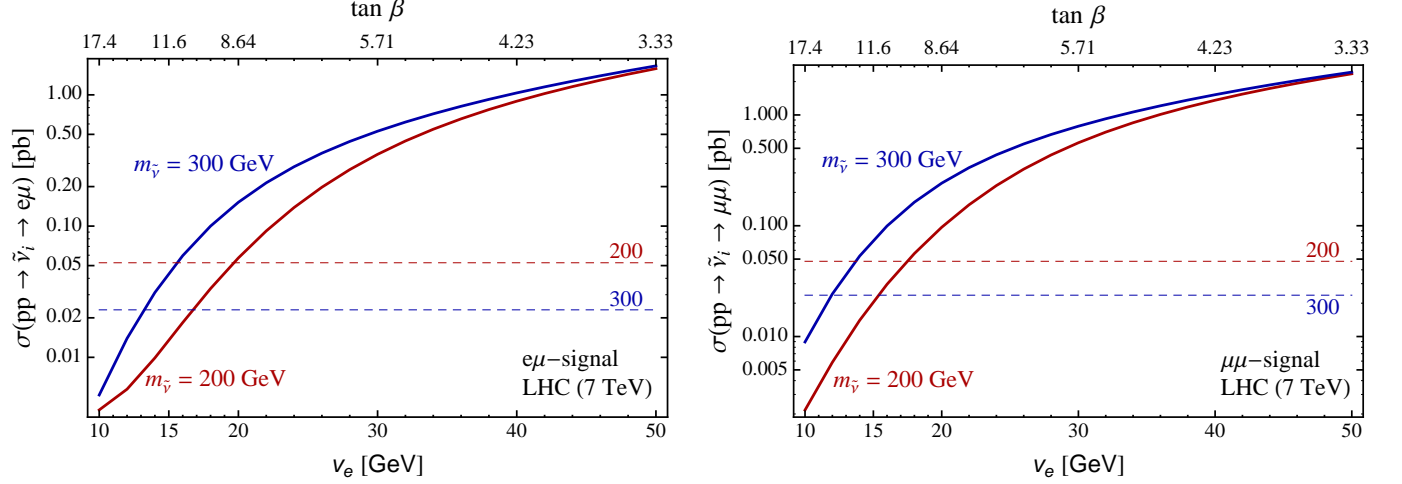 tan β
17.4 11.6 8.64 5.71 4.23 3.33
σ(pp → ν̃ᵢ → eμ) [pb]
1.00
0.50
0.20
0.10
0.05
0.02
0.01
m_ν̃ = 300 GeV
200
300
m_ν̃ = 200 GeV
eμ−signal
LHC (7 TeV)
10 15 20 30 40 50
vₑ [GeV]
tan β
17.4 11.6 8.64 5.71 4.23 3.33
σ(pp → ν̃ᵢ → μμ) [pb]
1.000
0.500
0.100
0.050
0.010
0.005
m_ν̃ = 300 GeV
200
300
m_ν̃ = 200 GeV
μμ−signal
LHC (7 TeV)
10 15 20 30 40 50
vₑ [GeV]